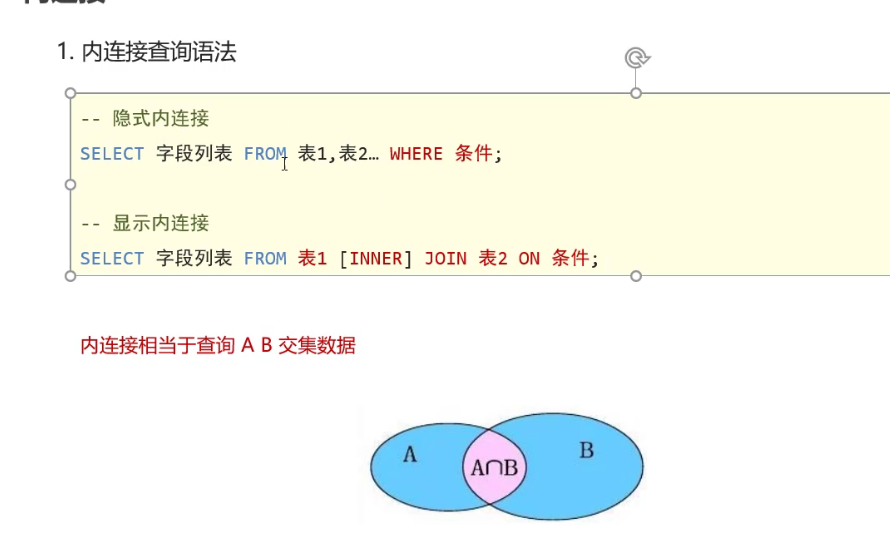 内连接
1. 内连接查询语法
-- 隐式内连接
SELECT 字段列表 FROM 表1,表2… WHERE 条件;
-- 显示内连接
SELECT 字段列表 FROM 表1 [INNER] JOIN 表2 ON 条件;
内连接相当于查询 A B 交集数据
A
A∩B
B